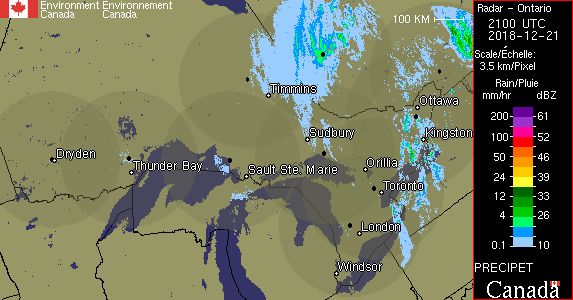 Environment Environnement
Canada Canada
100 KM
Timmins
Ottawa
Sudbury
Kingston
Dryden
Thunder Bay
Sault Ste. Marie
Orillia
Toronto
London
Windsor
Radar - Ontario
2100 UTC
2018-12-21
Scale/Échelle:
3.5 km/Pixel
Rain/Pluie
mm/hr dBZ
200 61
100 52
50 46
24 39
12 33
4 26
0.1 10
PRECIPET
Canada